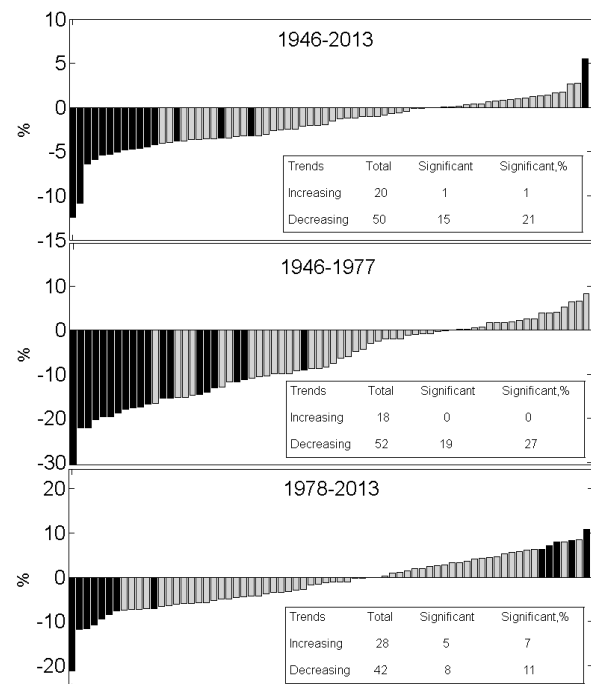 10
1946-2013
5
0
%
-5
Trends Total Significant Significant,%
Increasing 20 1 1
-10
Decreasing 50 15 21
-15
1946-1977
10
0
%
-10
Trends Total Significant Significant,%
Increasing 18 0 0
-20
Decreasing 52 19 27
-30
20
1978-2013
10
0
%
-10
Trends Total Significant Significant,%
Increasing 28 5 7
-20
Decreasing 42 8 11